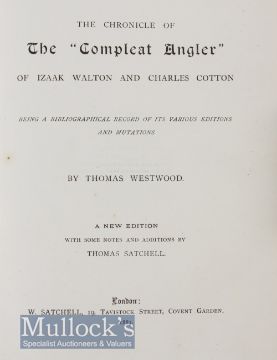 THE CHRONICLE OF
The "Compleat Angler"
OF IZAAK WALTON AND CHARLES COTTON
BEING A BIBLIOGRAPHICAL RECORD OF ITS VARIOUS EDITIONS
AND MUTATIONS
BY THOMAS WESTWOOD.
A NEW EDITION
WITH SOME NOTES AND ADDITIONS BY
THOMAS SATCHELL.
London:
W. SATCHELL, 19, TAVISTOCK STREET, COVENT GARDEN.
Mullock's
Specialist Auctioneers & Valuers